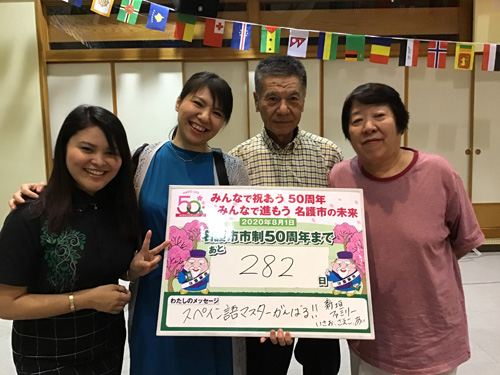 50
みんなで祝おう 50周年
みんなで進もう 名護市の未来
2020年8月1日
市市制50周年まで
あと
282
日
わたしのメッセージ
スペイン語マスターがんばる!!
ファミリー